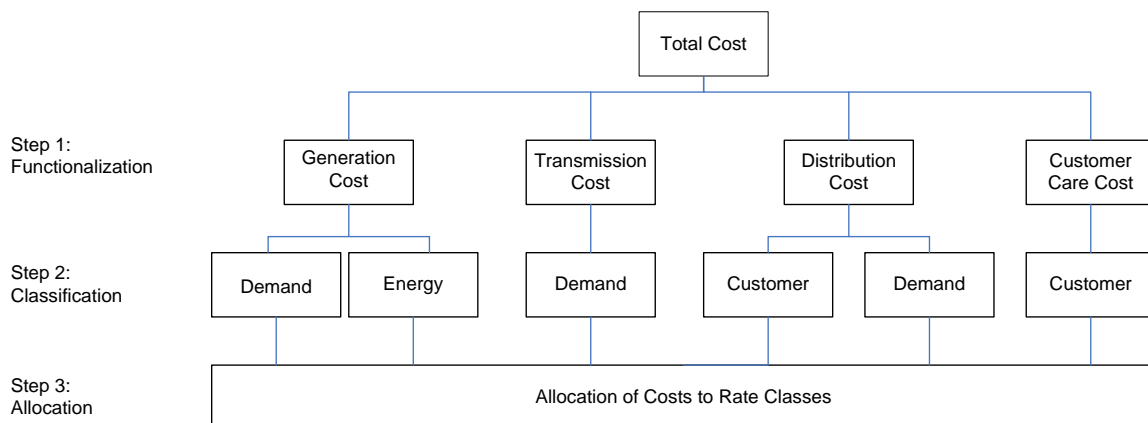 Total Cost
Step 1:
Functionalization
Generation
Cost
Transmission
Cost
Distribution
Cost
Customer
Care Cost
Step 2:
Classification
Demand
Energy
Demand
Customer
Demand
Customer
Step 3:
Allocation
Allocation of Costs to Rate Classes